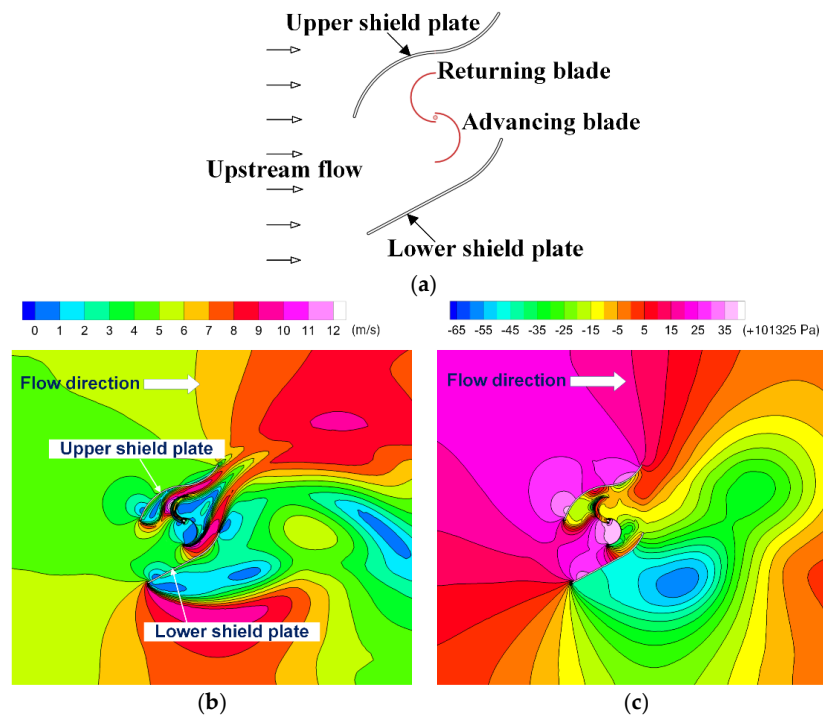 Upper shield plate
Returning blade
Advancing blade
Upstream flow
Lower shield plate
(a)
0 1 2 3 4 5 6 7 8 9 10 11 12 (m/s)
-65 -55 -45 -35 -25 -15 5 15 25 35 (+101325 Pa)
Flow direction
Upper shield plate
Lower shield plate
Flow direction
(b)
(c)